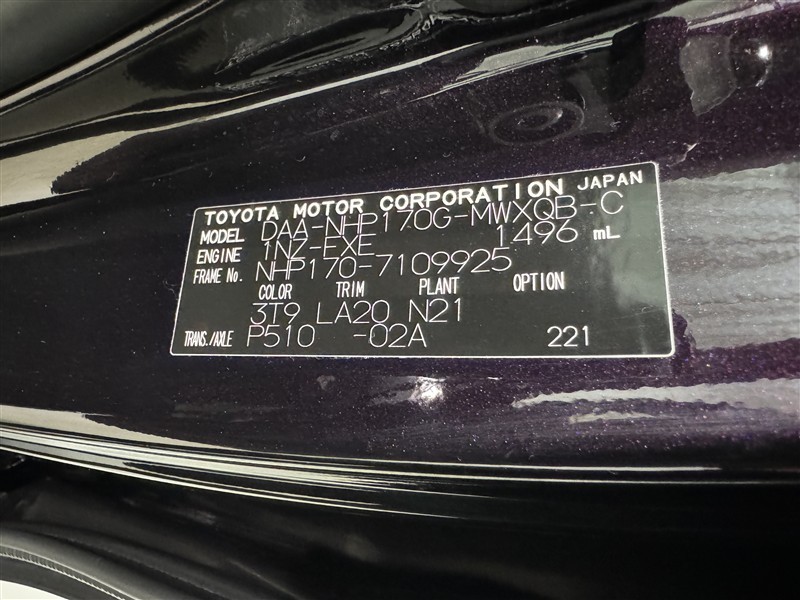 TOYOTA MOTOR CORPORATION JAPAN
MODEL DAA-NHP170G-MWXQB-C
ENGINE 1NZ-EXE 1496 mL
FRAME No. NHP170-7109925
COLOR TRIM PLANT OPTION
3T9 LA20 N21
TRANS./AXLE P510 -02A 221